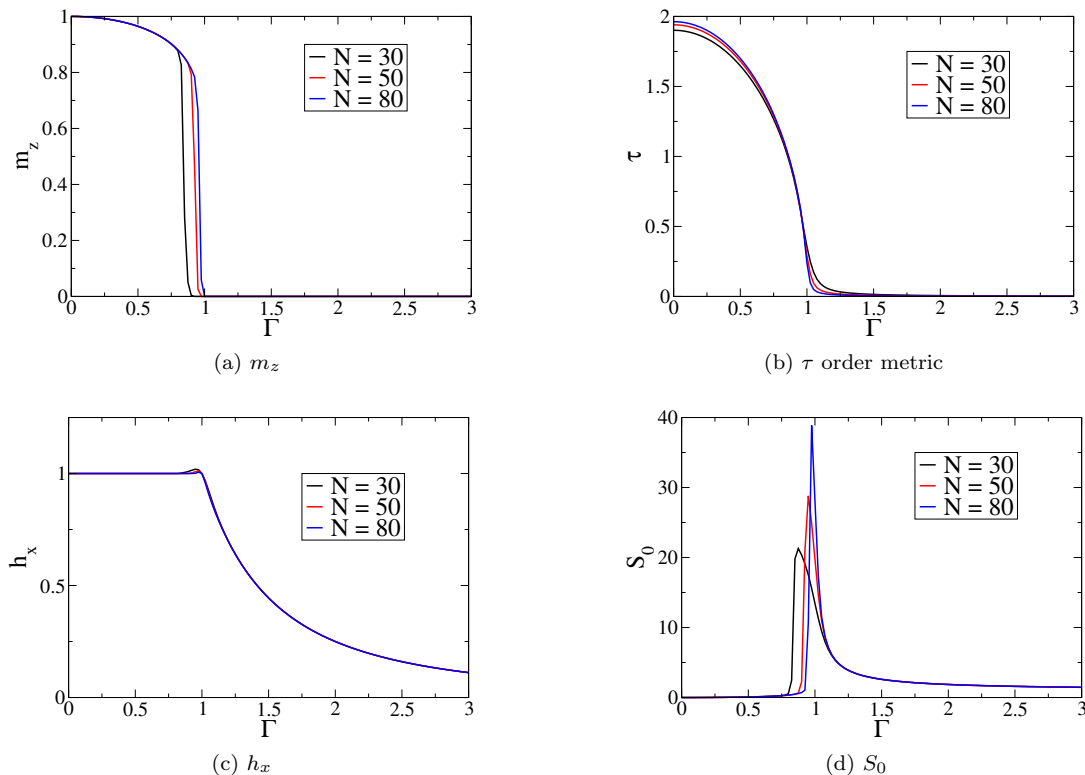 1
0.8
0.6
0.4
0.2
0
m_z
0 0.5 1 1.5 2 2.5 3
Γ
N = 30
N = 50
N = 80
(a) m_z
2
1.5
1
0.5
0
τ
0 0.5 1 1.5 2 2.5 3
Γ
N = 30
N = 50
N = 80
(b) τ order metric
1
0.5
0
h_x
0 0.5 1 1.5 2 2.5 3
Γ
N = 30
N = 50
N = 80
(c) h_x
40
30
20
10
0
S_0
0 0.5 1 1.5 2 2.5 3
Γ
N = 30
N = 50
N = 80
(d) S_0